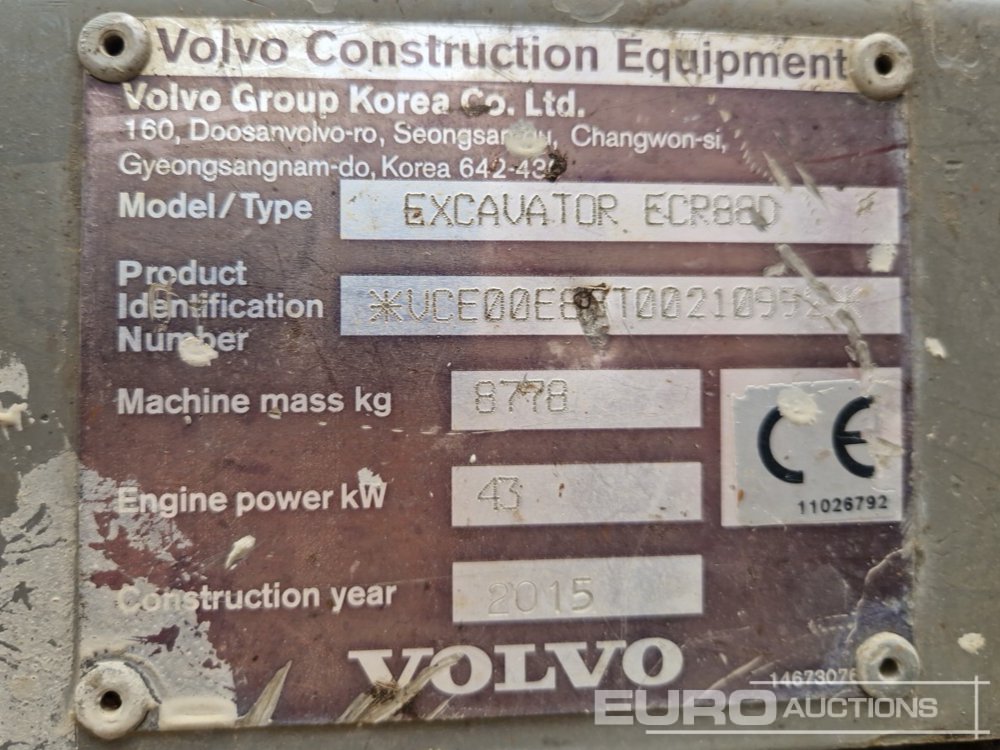 Volvo Construction Equipment
Volvo Group Korea Co. Ltd.
160, Doosanvolvo-ro, Changwon-si,
Gyeongsangnam-do, Korea
Model/Type EXCAVATOR ECR88D
Product
Identification
Number
Machine mass kg 8778
Engine power kW 43
CE
11026792
Construction year 2015
VOLVO
EURO AUCTIONS